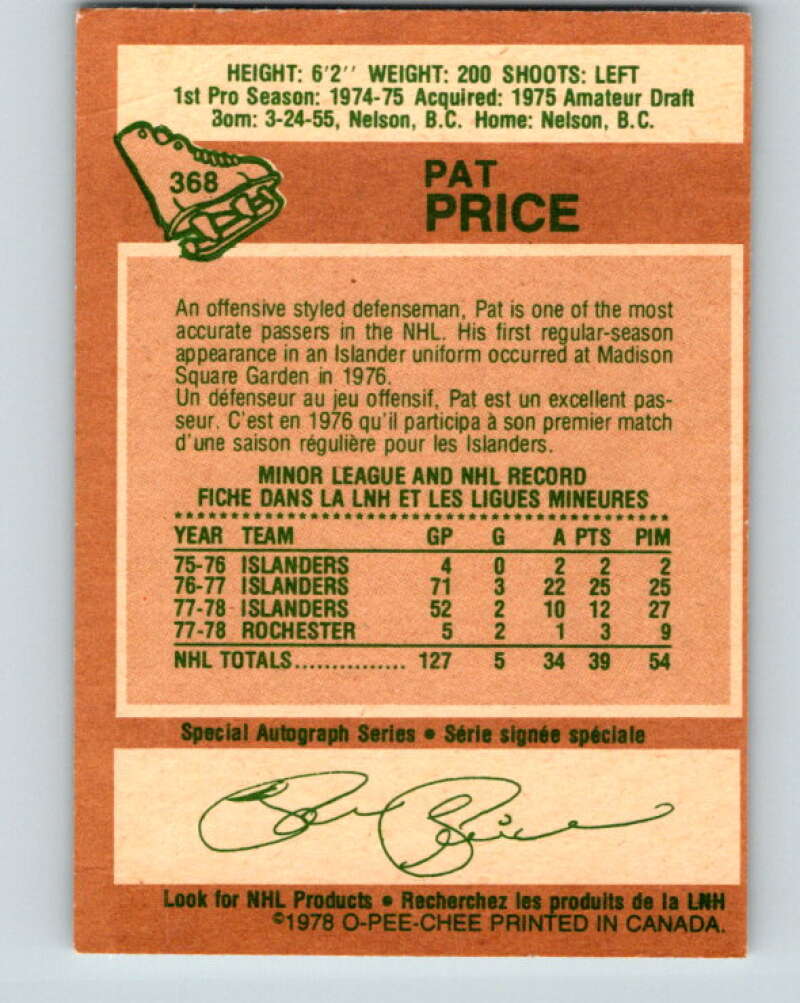 HEIGHT: 6'2'' WEIGHT: 200 SHOOTS: LEFT
1st Pro Season: 1974-75 Acquired: 1975 Amateur Draft
3om: 3-24-55, Nelson, B.C. Home: Nelson, B.C.
368
PAT
PRICE
An offensive styled defenseman, Pat is one of the most
accurate passers in the NHL. His first regular-season
appearance in an Islander uniform occurred at Madison
Square Garden in 1976.
Un défenseur au jeu offensif, Pat est un excellent pas-
seur. C'est en 1976 qu'il participa à son premier match
d'une saison régulière pour les Islanders.
MINOR LEAGUE AND NHL RECORD
FICHE DANS LA LNH ET LES LIGUES MINEURES
YEAR TEAM GP G A PTS PIM
75-76 ISLANDERS 4 0 2 2 2
76-77 ISLANDERS 71 3 22 25 25
77-78 ISLANDERS 52 2 10 12 27
77-78 ROCHESTER 5 2 1 3 9
NHL TOTALS............... 127 5 34 39 54
Special Autograph Series • Série signée spéciale
Pat Price
Look for NHL Products • Recherchez les produits de la LNH
©1978 O-PEE-CHEE PRINTED IN CANADA.